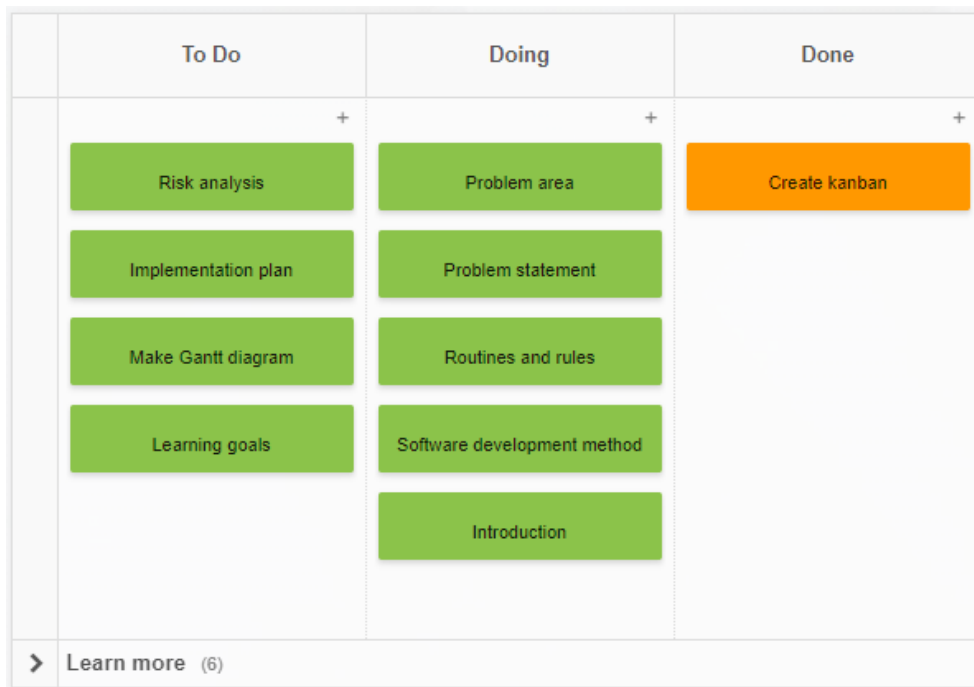 To Do
Doing
Done
+
+
+
Risk analysis
Implementation plan
Make Gantt diagram
Learning goals
Problem area
Problem statement
Routines and rules
Software development method
Introduction
Create kanban
Learn more (6)